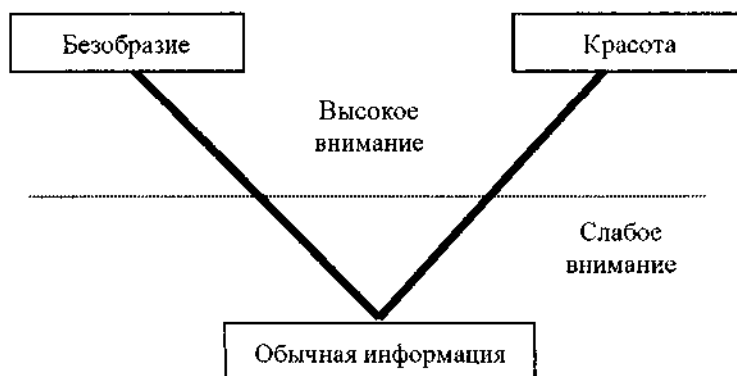 Безобразие
Красота
Высокое
внимание
Слабое
внимание
Обычная информация